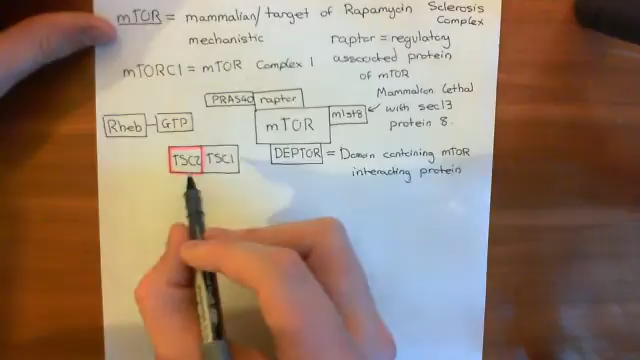 mTOR = mammalian/ target of Rapamycin Sclerosis
Complex
mechanistic raptor = regulatory
mTORC1 = mTOR Complex 1 associated protein
of mTOR
Mammalian Lethal
with sec13
protein 8.
PRAS40 raptor
mlst8
Rheb GTP mTOR
TSC2 TSC1 DEPTOR = Domain containing mTOR
interacting protein